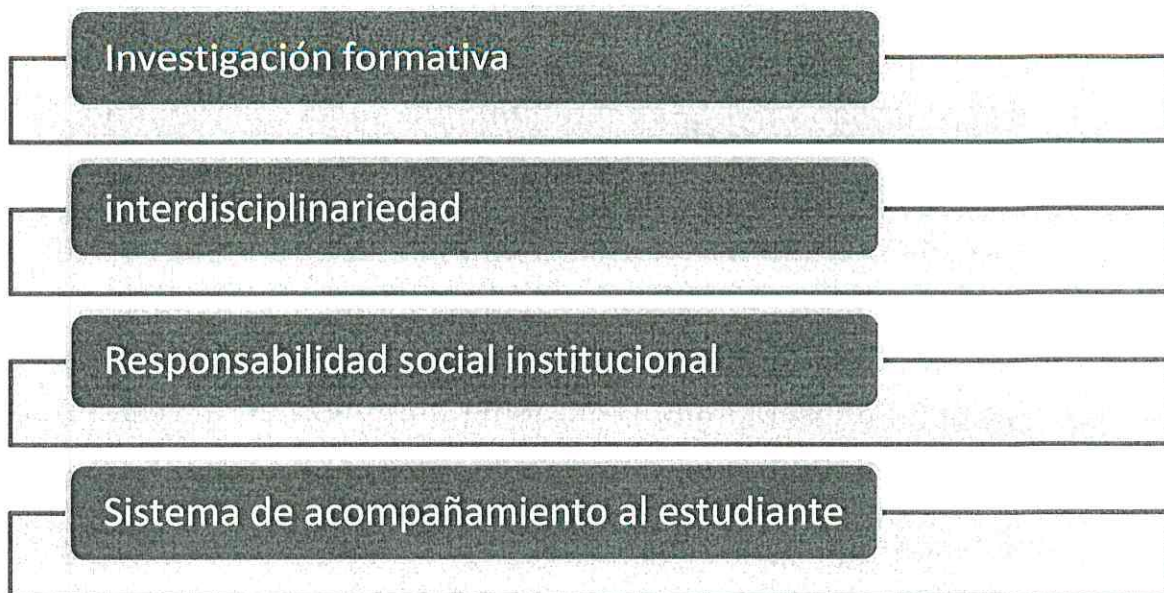 Investigación formativa
interdisciplinariedad
Responsabilidad social institucional
Sistema de acompañamiento al estudiante